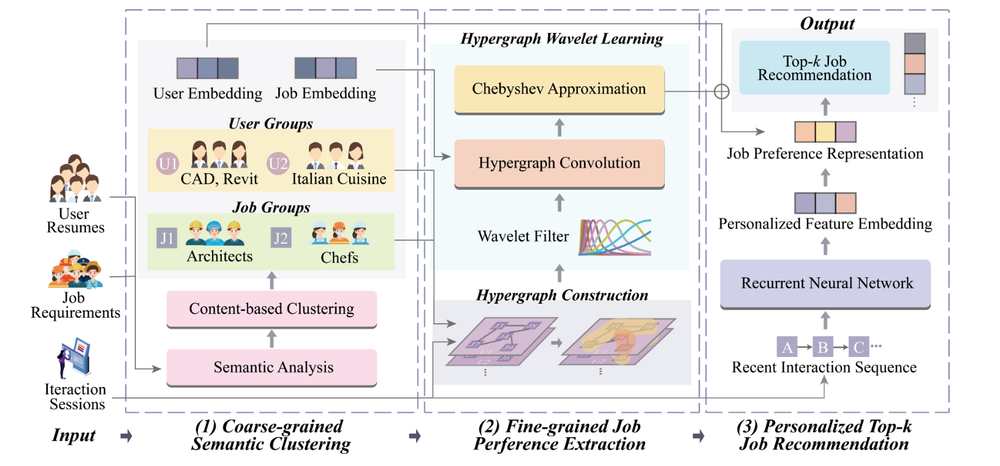 User
Resumes
Job
Requirements
Iteraction
Sessions
Input
User Embedding
Job Embedding
User Groups
U1
CAD, Revit
U2
Italian Cuisine
Job Groups
J1
Architects
J2
Chefs
Content-based Clustering
Semantic Analysis
(1) Coarse-grained
Semantic Clustering
Hypergraph Wavelet Learning
Chebyshev Approximation
Hypergraph Convolution
Wavelet Filter
Hypergraph Construction
U1
U2
(2) Fine-grained Job
Perference Extraction
Output
Top-k Job
Recommendation
Job Preference Representation
Personalized Feature Embedding
Recurrent Neural Network
A
B
C
Recent Interaction Sequence
(3) Personalized Top-k
Job Recommendation